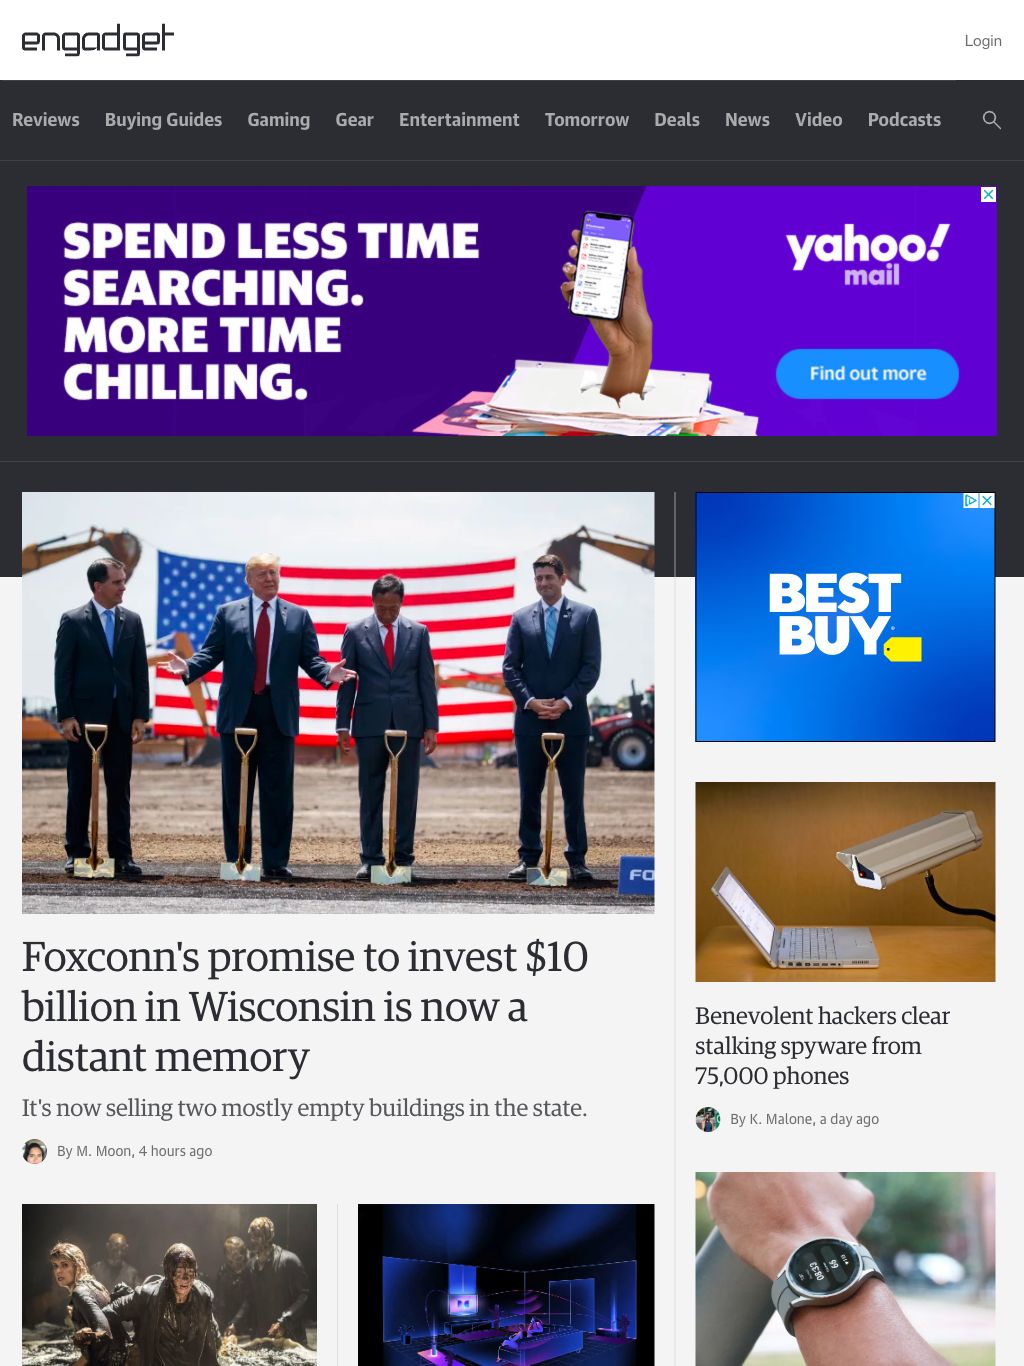 engadget
Login
Reviews Buying Guides Gaming Gear Entertainment Tomorrow Deals News Video Podcasts
SPEND LESS TIME
SEARCHING.
MORE TIME
CHILLING.
yahoo!
mail
Find out more
BEST
BUY
FO
Foxconn's promise to invest $10
billion in Wisconsin is now a
distant memory
It's now selling two mostly empty buildings in the state.
By M. Moon, 4 hours ago
Benevolent hackers clear
stalking spyware from
75,000 phones
By K. Malone, a day ago